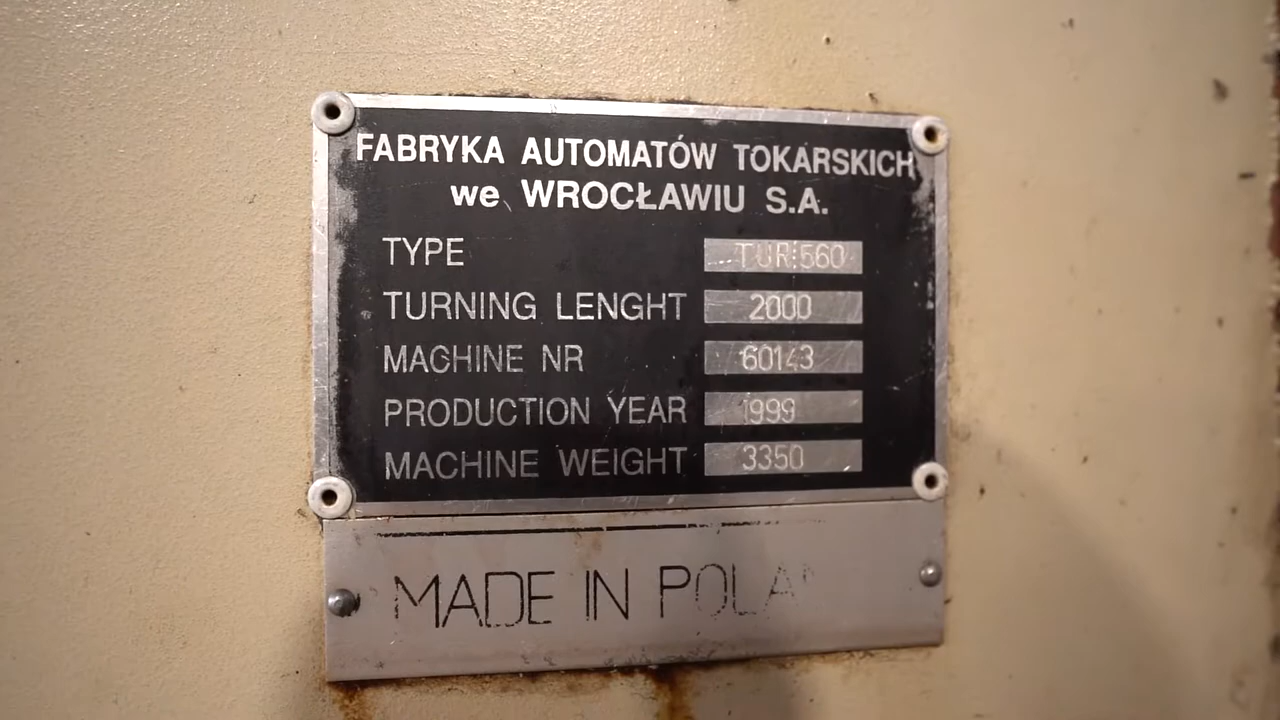 FABRYKA AUTOMATÓW TOKARSKICH
we WROCŁAWIU S.A.
TYPE TUR 560
TURNING LENGHT 2000
MACHINE NR 60143
PRODUCTION YEAR 1999
MACHINE WEIGHT 3350
MADE IN POLA